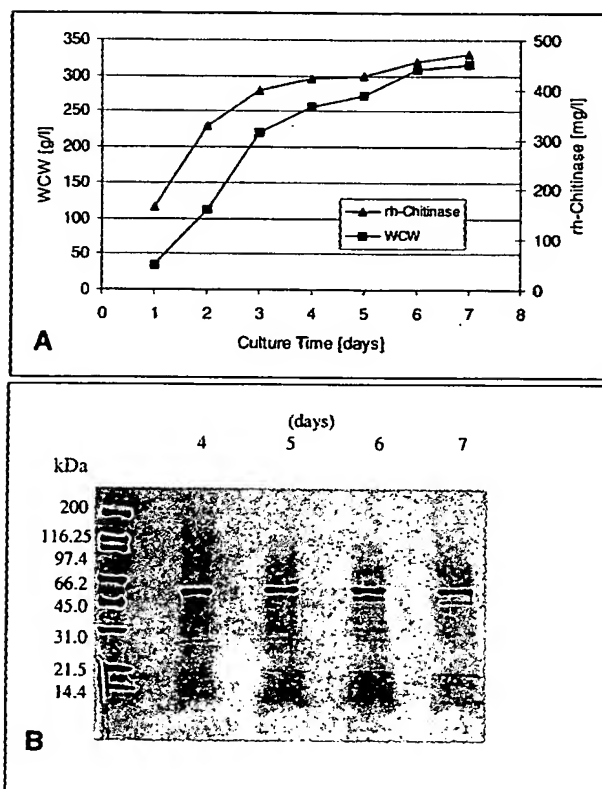 350
300
250
200
150
100
50
0
WCW [g/l]
500
400
300
200
100
0
rh-Chitinase [mg/l]
rh-Chitinase
WCW
0 1 2 3 4 5 6 7 8
Culture Time [days]
A
(days)
4 5 6 7
kDa
200
116.25
97.4
66.2
45.0
31.0
21.5
14.4
B